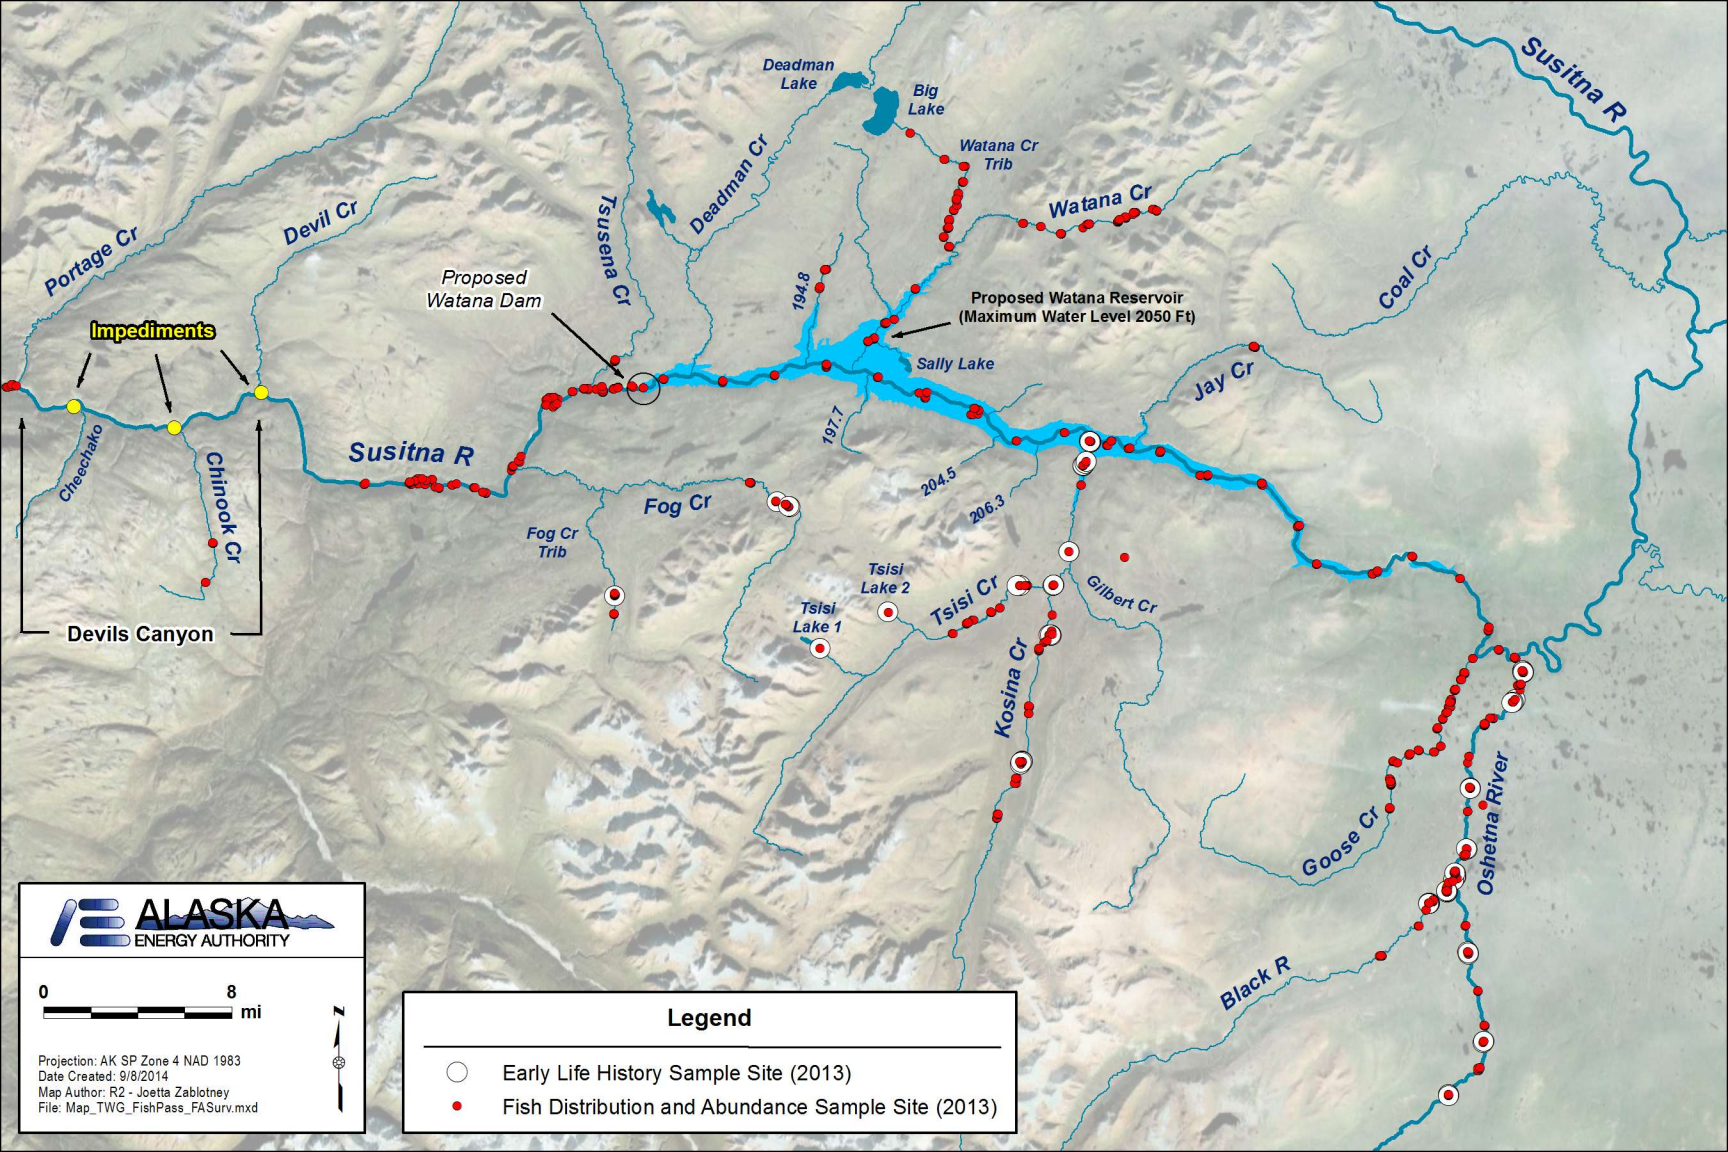 Susitna R
Deadman
Lake
Big
Lake
Watana Cr
Trib
Deadman Cr
Watana Cr
Tsusena Cr
Devil Cr
Portage Cr
Coal Cr
Proposed
Watana Dam
194.8
Proposed Watana Reservoir
(Maximum Water Level 2050 Ft)
Impediments
Sally Lake
Jay Cr
197.7
Susitna R
Cheechako
Chinook Cr
204.5
206.3
Fog Cr
Fog Cr
Trib
Tsisi
Lake 2
Tsisi
Lake 1
Tsisi Cr
Gilbert Cr
Devils Canyon
Kosina Cr
Goose Cr
Oshetna River
Black R
ALASKA
ENERGY AUTHORITY
0 8
mi
Z
Projection: AK SP Zone 4 NAD 1983
Date Created: 9/8/2014
Map Author: R2 - Joetta Zablotney
File: Map_TWG_FishPass_FASurv.mxd
Legend
Early Life History Sample Site (2013)
Fish Distribution and Abundance Sample Site (2013)